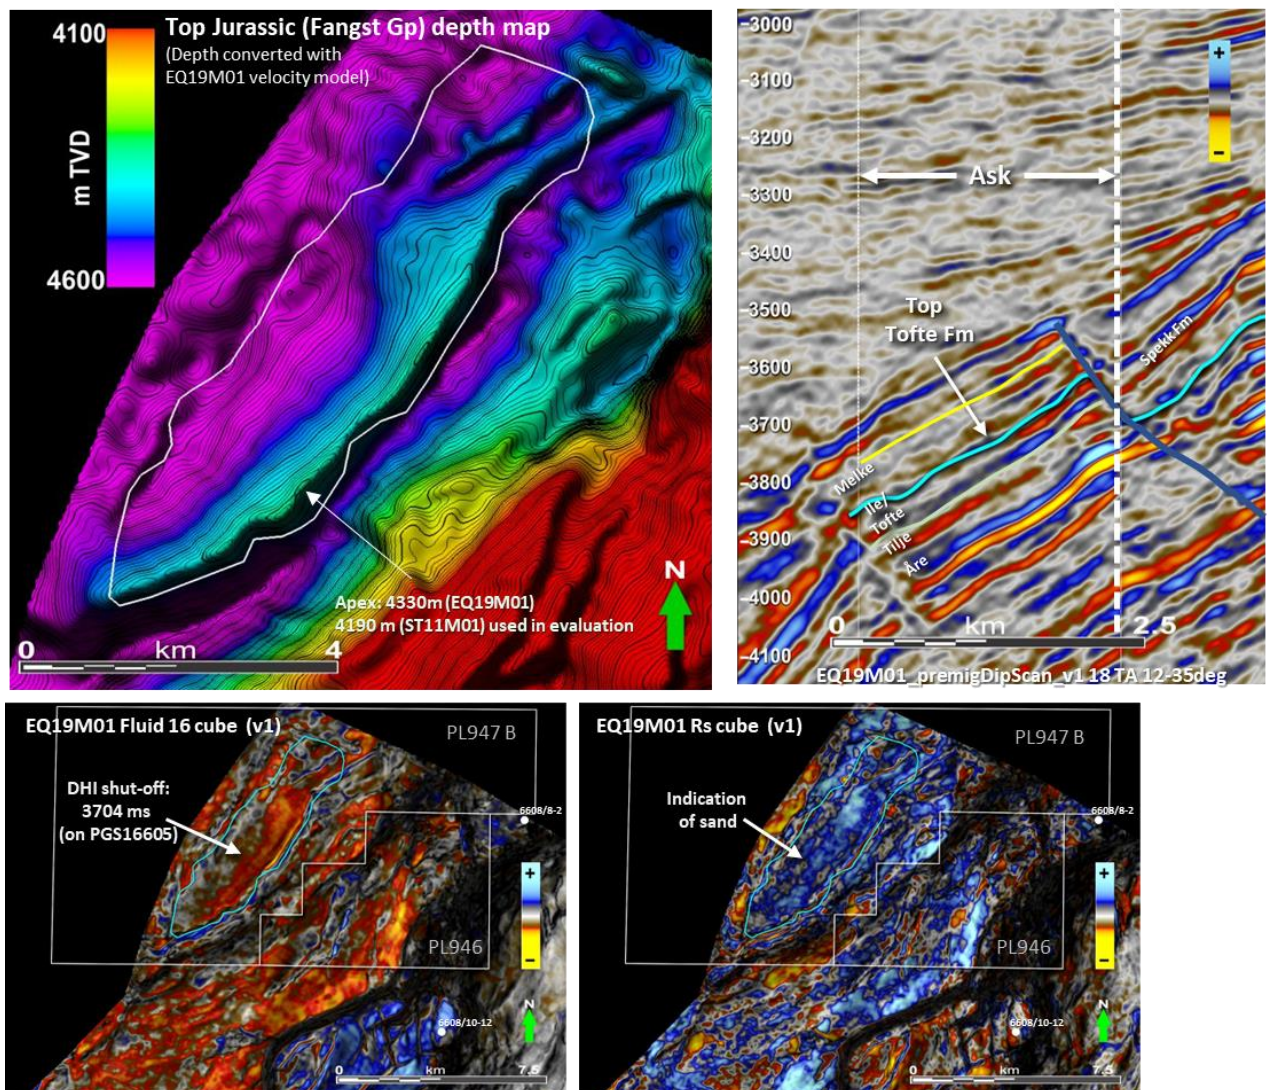 4100
m TVD
4600
Top Jurassic (Fangst Gp) depth map
(Depth converted with
EQ19M01 velocity model)
Apex: 4330m (EQ19M01)
4190 m (ST11M01) used in evaluation
N
0 km 4
-3000
-3100
-3200
-3300
-3400
-3500
-3600
-3700
-3800
-3900
-4000
-4100
+
–
Ask
Top
Tofte Fm
Spekk Fm
Melke
Ile/
Tofte
Tilje
Åre
0 km 2.5
EQ19M01_premigDipScan_v1 18 TA 12-35deg
EQ19M01 Fluid 16 cube (v1)
PL947 B
DHI shut-off:
3704 ms
(on PGS16605)
6608/8-2
+
–
PL946
N
6608/10-12
0 km 7.5
EQ19M01 Rs cube (v1)
PL947 B
Indication
of sand
6608/8-2
+
–
PL946
N
6608/10-12
0 km 7.5